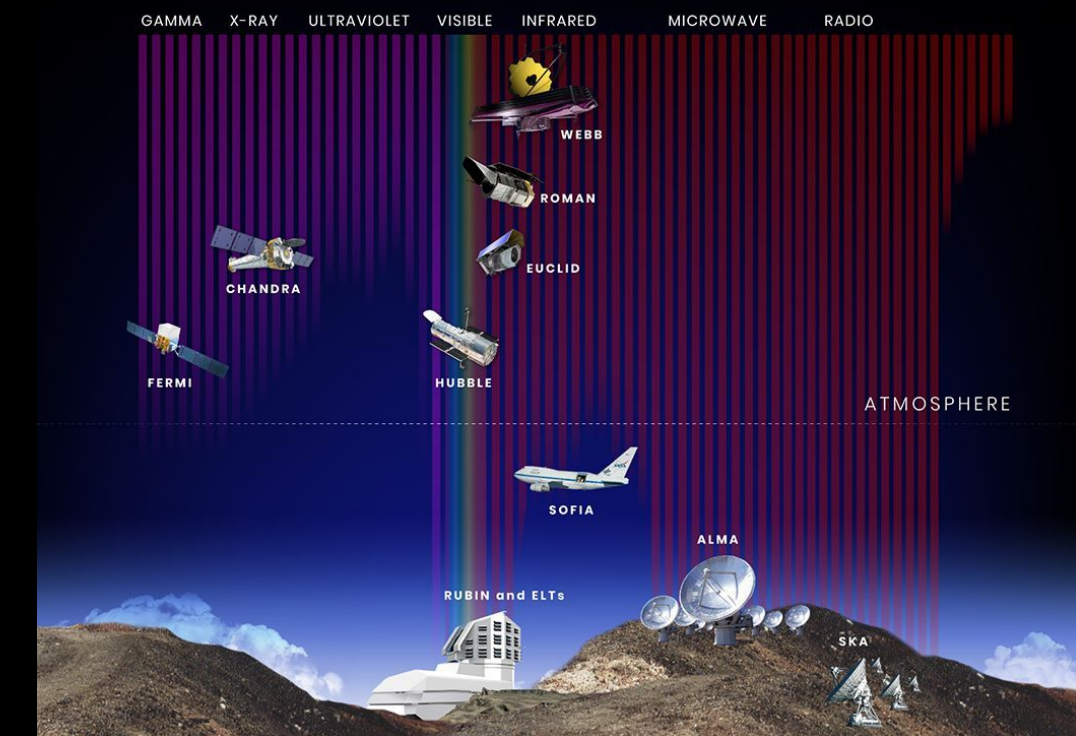 GAMMA X-RAY ULTRAVIOLET VISIBLE INFRARED MICROWAVE RADIO
WEBB
ROMAN
EUCLID
CHANDRA
FERMI
HUBBLE
ATMOSPHERE
SOFIA
ALMA
RUBIN and ELTs
SKA